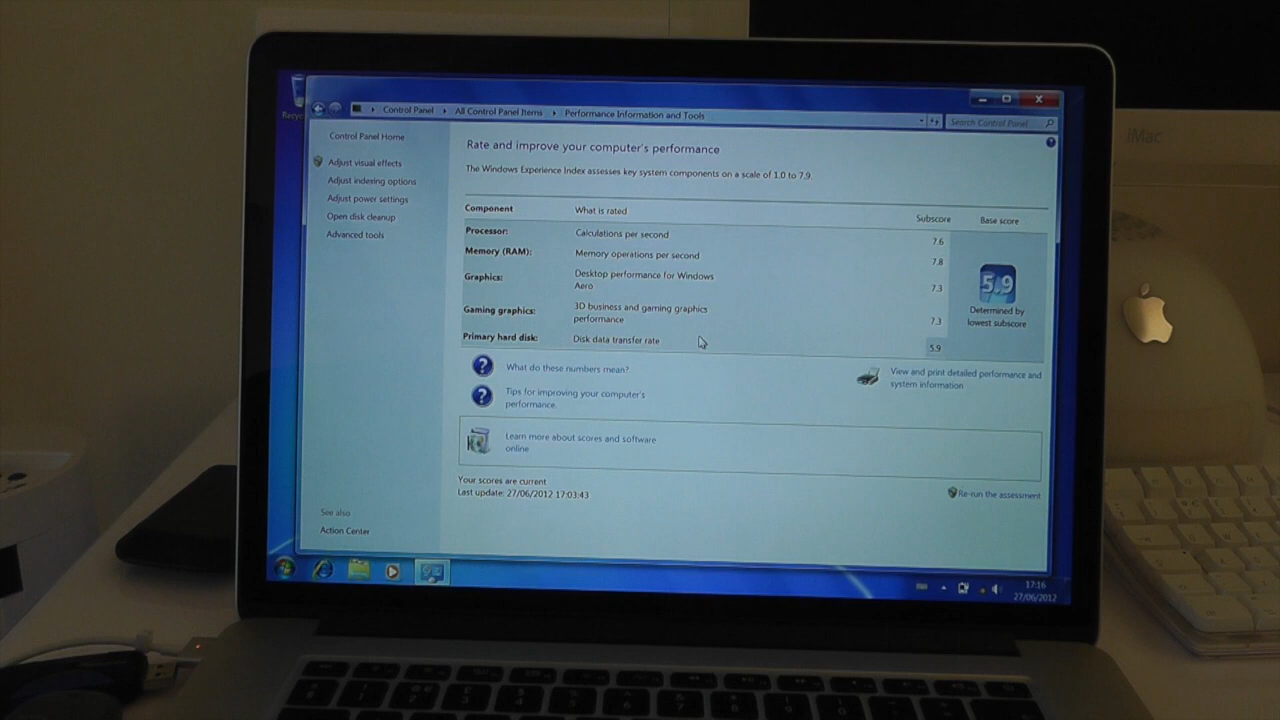 Control Panel
All Control Panel Items
Performance Information and Tools
Search Control Panel
Control Panel Home
Adjust visual effects
Adjust indexing options
Adjust power settings
Open disk cleanup
Advanced tools
See also
Action Center
Rate and improve your computer's performance
The Windows Experience Index assesses key system components on a scale of 1.0 to 7.9.
Component What is rated Subscore Base score
Processor: Calculations per second 7.6
Memory (RAM): Memory operations per second 7.8
Graphics: Desktop performance for Windows
Aero 7.3
Gaming graphics: 3D business and gaming graphics
performance 7.3
Primary hard disk: Disk data transfer rate 5.9
5.9
Determined by
lowest subscore
What do these numbers mean?
Tips for improving your computer's
performance.
View and print detailed performance and
system information
Learn more about scores and software
online
Your scores are current
Last update: 27/06/2012 17:03:43
Re-run the assessment
17:16
27/06/2012
iMac